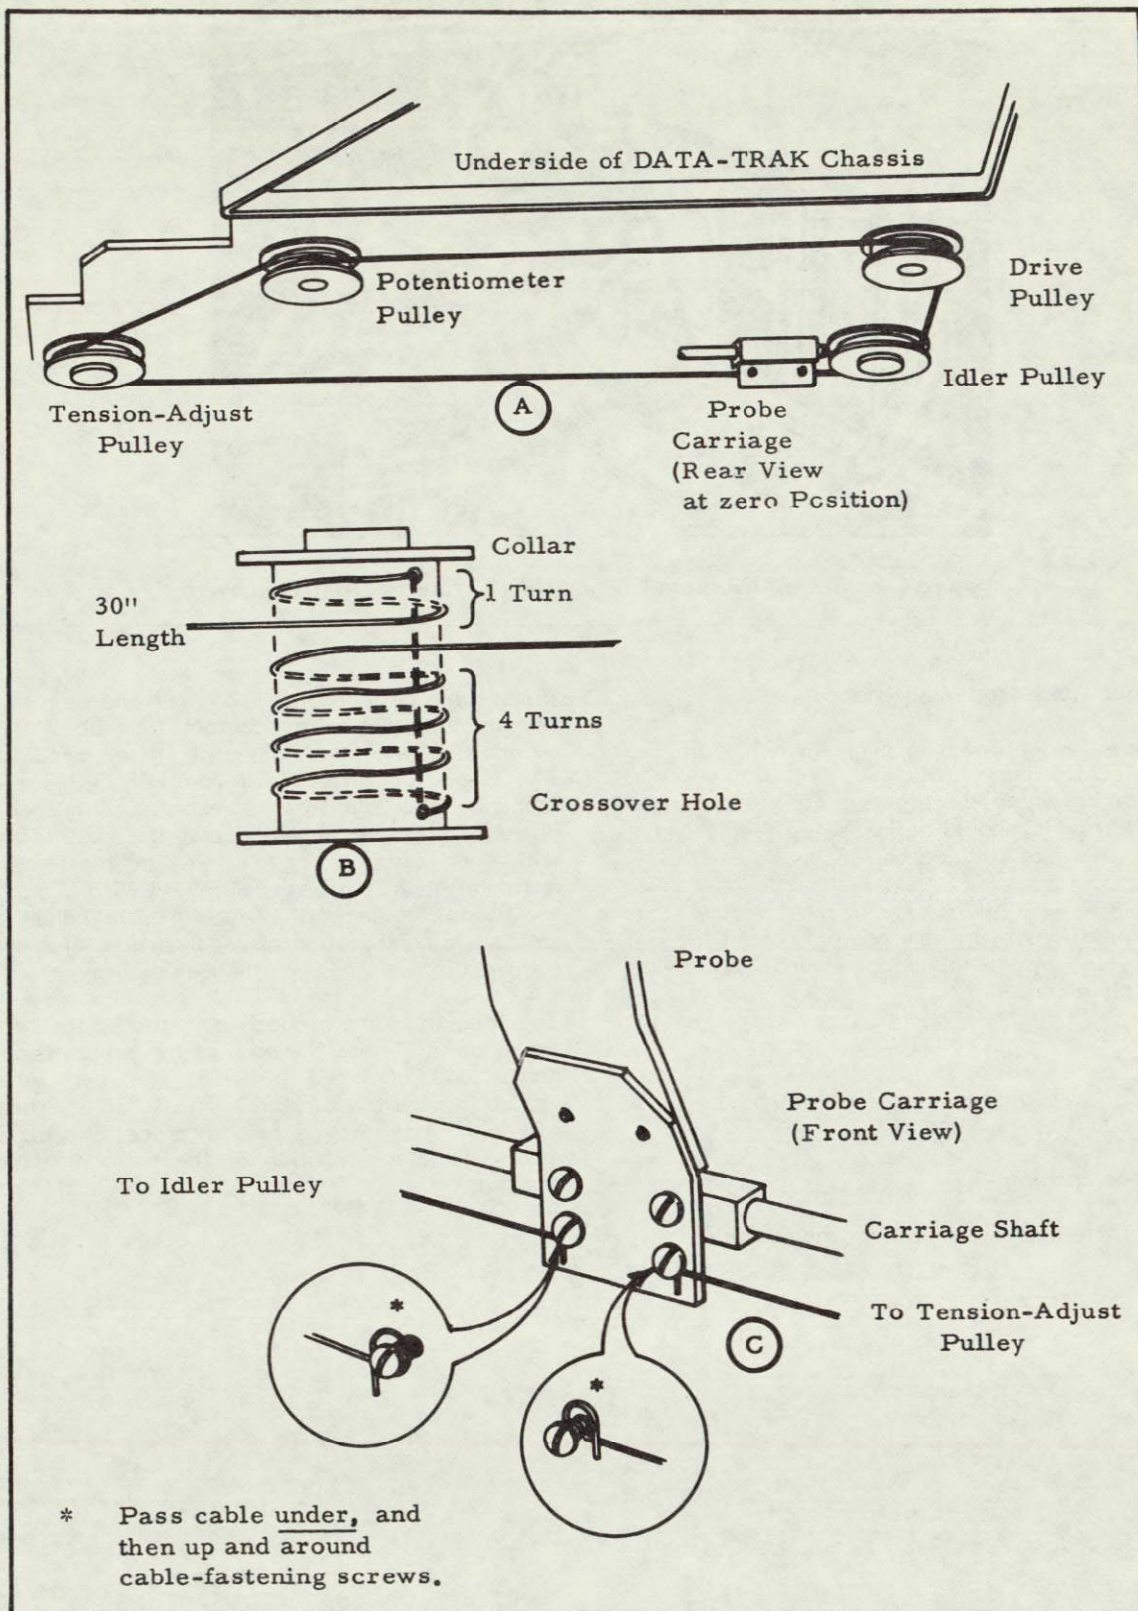 Underside of DATA-TRAK Chassis
Potentiometer
Pulley
Drive
Pulley
Idler Pulley
Tension-Adjust
Pulley
A
Probe
Carriage
(Rear View
at zero Position)
Collar
1 Turn
30"
Length
4 Turns
Crossover Hole
B
Probe
Probe Carriage
(Front View)
To Idler Pulley
Carriage Shaft
*
To Tension-Adjust
Pulley
C
*
* Pass cable under, and
then up and around
cable-fastening screws.